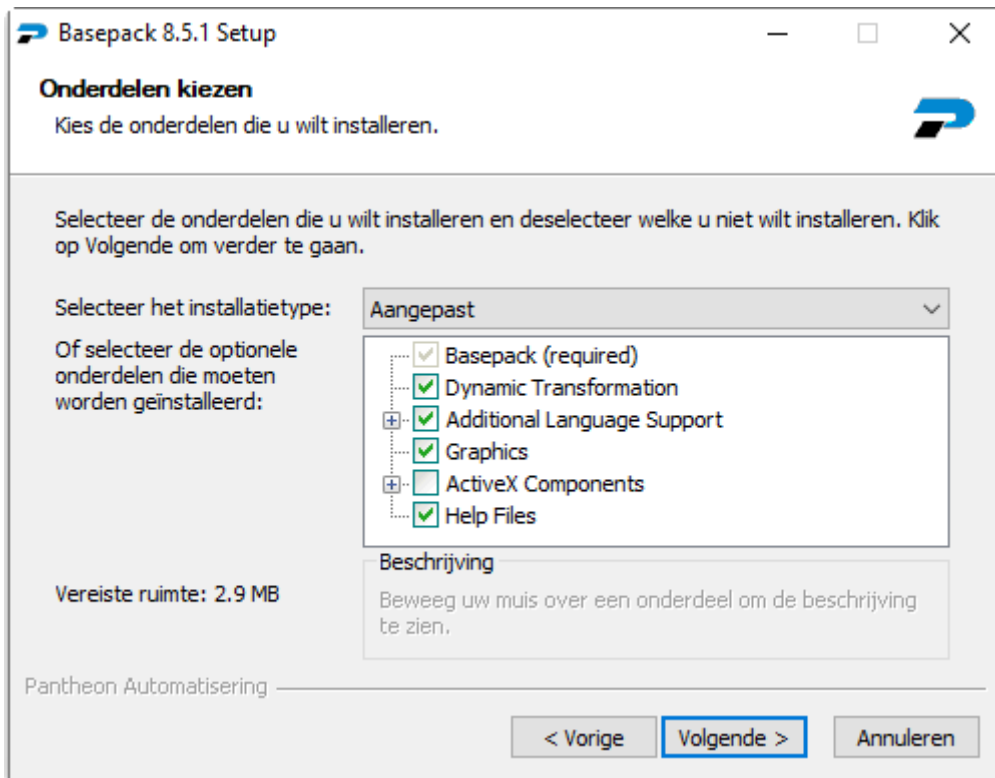 Basepack 8.5.1 Setup
Onderdelen kiezen
Kies de onderdelen die u wilt installeren.
Selecteer de onderdelen die u wilt installeren en deselecteer welke u niet wilt installeren. Klik
op Volgende om verder te gaan.
Selecteer het installatietype:
Aangepast
Of selecteer de optionele
onderdelen die moeten
worden geïnstalleerd:
Basepack (required)
Dynamic Transformation
Additional Language Support
Graphics
ActiveX Components
Help Files
Vereiste ruimte: 2.9 MB
Beschrijving
Beweeg uw muis over een onderdeel om de beschrijving
te zien.
Pantheon Automatisering
< Vorige
Volgende >
Annuleren